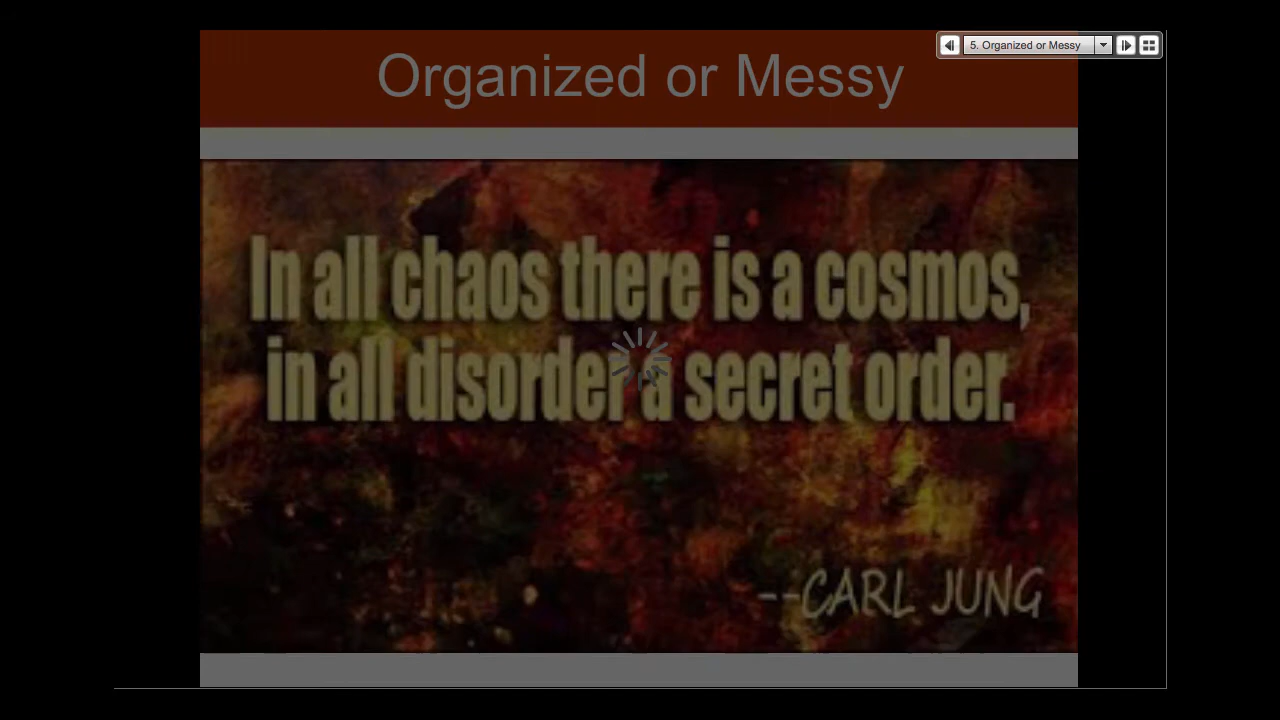 5. Organized or Messy
Organized or Messy
In all chaos there is a cosmos,
in all disorder a secret order.
--CARL JUNG